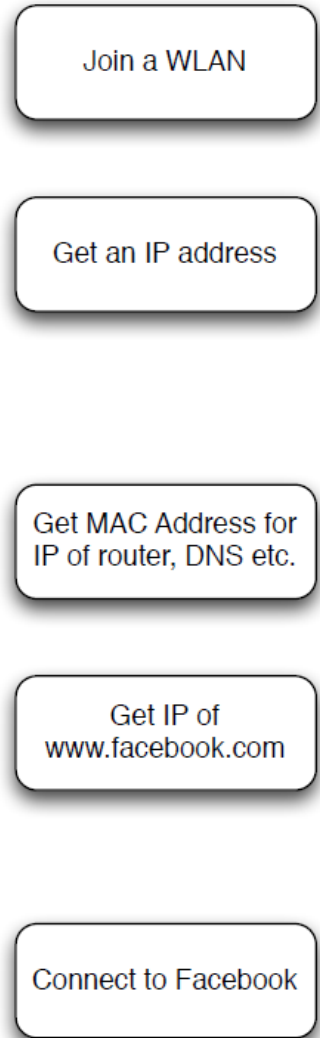 Join a WLAN
Get an IP address
Get MAC Address for
IP of router, DNS etc.
Get IP of
www.facebook.com
Connect to Facebook